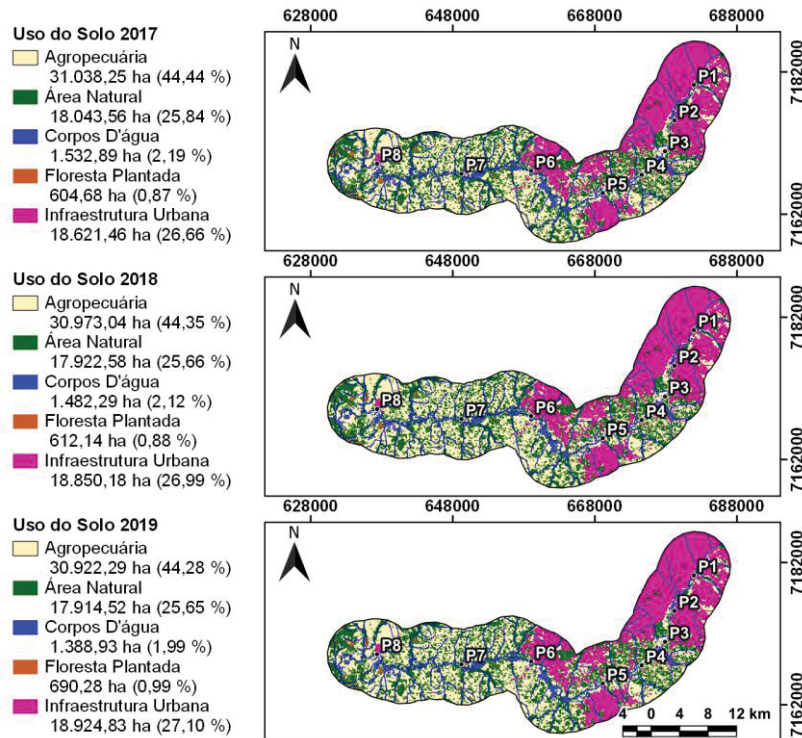 628000 648000 668000 688000
Uso do Solo 2017
Agropecuária
31.038,25 ha (44,44 %)
Área Natural
18.043,56 ha (25,84 %)
Corpos D'água
1.532,89 ha (2,19 %)
Floresta Plantada
604,68 ha (0,87 %)
Infraestrutura Urbana
18.621,46 ha (26,66 %)
N
P1
P2
P3
P4
P5
P6
P7
P8
7182000
7162000
628000 648000 668000 688000
Uso do Solo 2018
Agropecuária
30.973,04 ha (44,35 %)
Área Natural
17.922,58 ha (25,66 %)
Corpos D'água
1.482,29 ha (2,12 %)
Floresta Plantada
612,14 ha (0,88 %)
Infraestrutura Urbana
18.850,18 ha (26,99 %)
N
P1
P2
P3
P4
P5
P6
P7
P8
7182000
7162000
628000 648000 668000 688000
Uso do Solo 2019
Agropecuária
30.922,29 ha (44,28 %)
Área Natural
17.914,52 ha (25,65 %)
Corpos D'água
1.388,93 ha (1,99 %)
Floresta Plantada
690,28 ha (0,99 %)
Infraestrutura Urbana
18.924,83 ha (27,10 %)
N
P1
P2
P3
P4
P5
P6
P7
P8
7182000
7162000
4 0 4 8 12 km